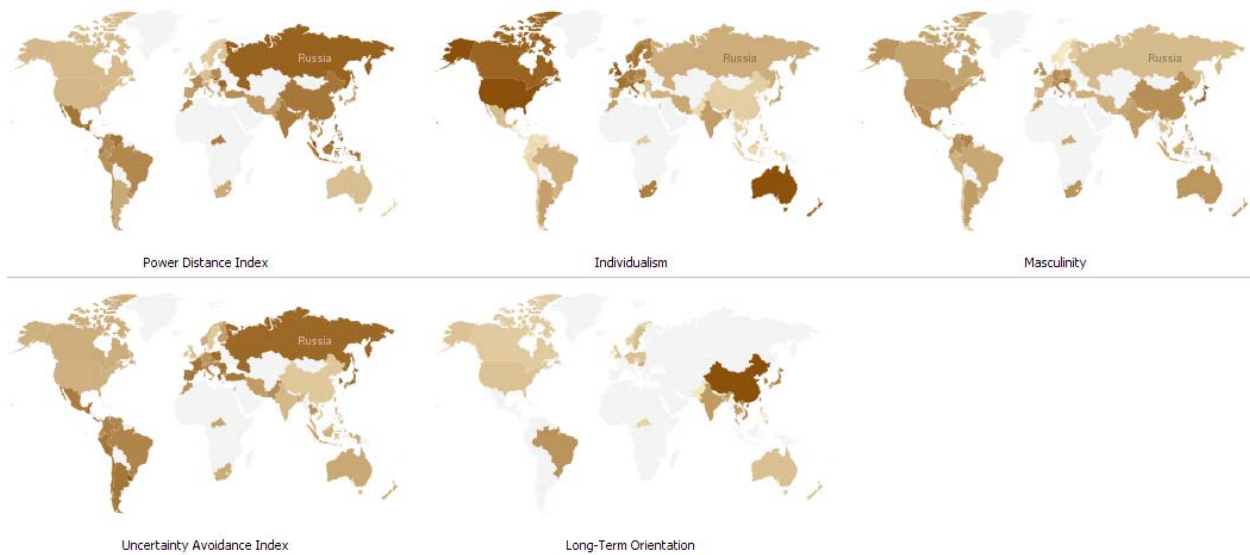 Russia
Russia
Russia
Power Distance Index
Individualism
Masculinity
Russia
Uncertainty Avoidance Index
Long-Term Orientation